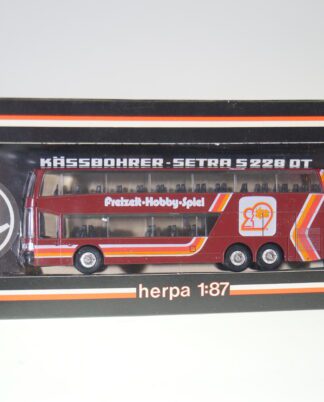 KÄSSBOHRER-SETRA S 228 DT
Freizeit·Hobby·Spiel
herpa 1:87